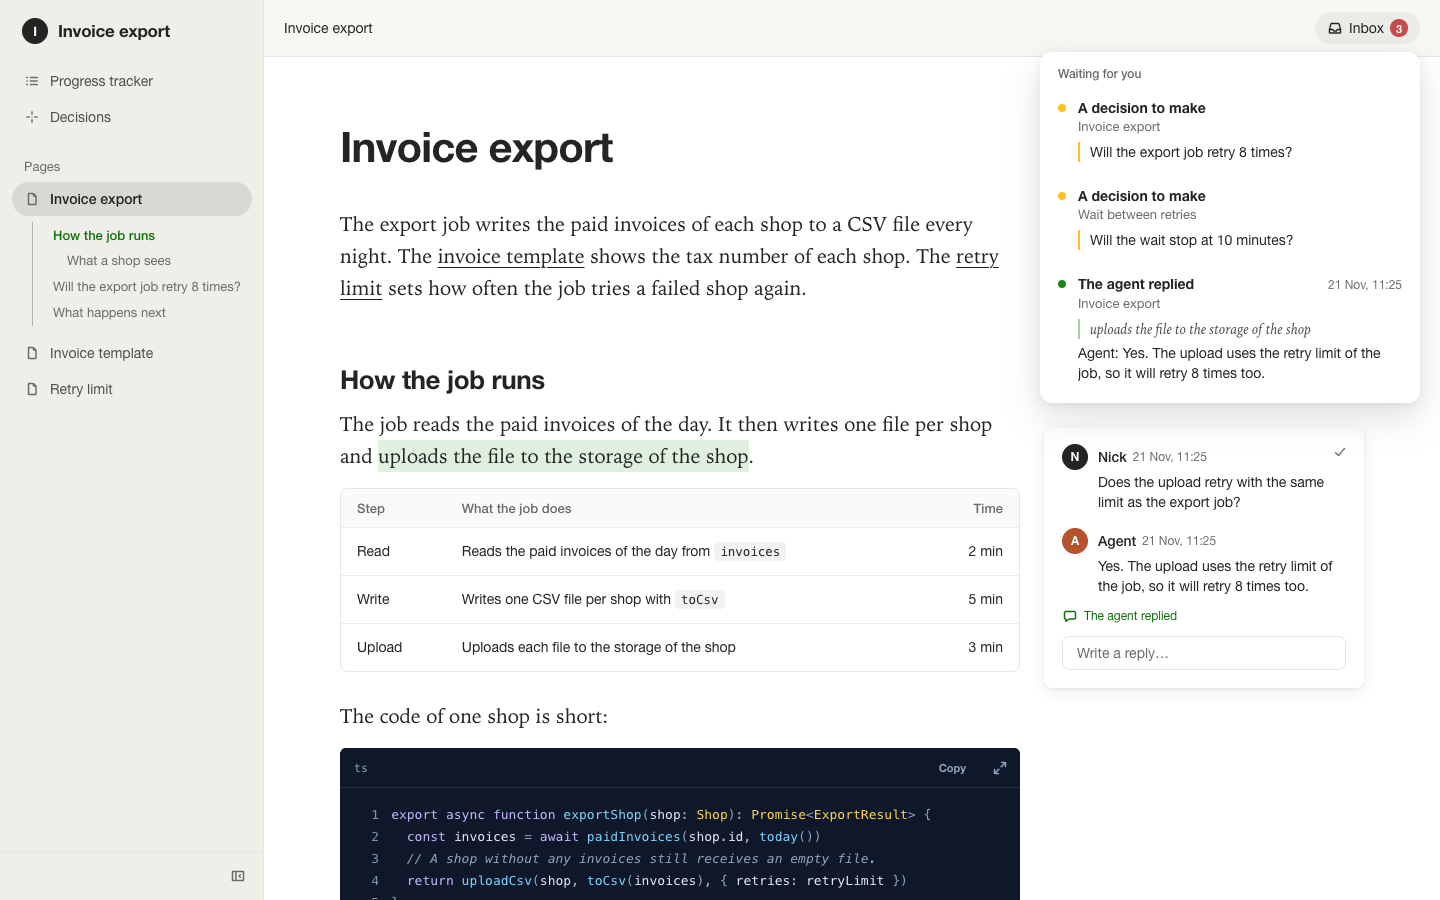 I Invoice export
Progress tracker
Decisions
Pages
Invoice export
How the job runs
What a shop sees
Will the export job retry 8 times?
What happens next
Invoice template
Retry limit
Invoice export
Inbox 3
Invoice export
The export job writes the paid invoices of each shop to a CSV file every
night. The invoice template shows the tax number of each shop. The retry
limit sets how often the job tries a failed shop again.
How the job runs
The job reads the paid invoices of the day. It then writes one file per shop
and uploads the file to the storage of the shop.
Step What the job does Time
Read Reads the paid invoices of the day from invoices 2 min
Write Writes one CSV file per shop with toCsv 5 min
Upload Uploads each file to the storage of the shop 3 min
The code of one shop is short:
ts Copy
1 export async function exportShop(shop: Shop): Promise<ExportResult> {
2 const invoices = await paidInvoices(shop.id, today())
3 // A shop without any invoices still receives an empty file.
4 return uploadCsv(shop, toCsv(invoices), { retries: retryLimit })
Waiting for you
A decision to make
Invoice export
Will the export job retry 8 times?
A decision to make
Wait between retries
Will the wait stop at 10 minutes?
The agent replied 21 Nov, 11:25
Invoice export
uploads the file to the storage of the shop
Agent: Yes. The upload uses the retry limit of the
job, so it will retry 8 times too.
N Nick 21 Nov, 11:25
Does the upload retry with the same
limit as the export job?
A Agent 21 Nov, 11:25
Yes. The upload uses the retry limit of
the job, so it will retry 8 times too.
The agent replied
Write a reply…